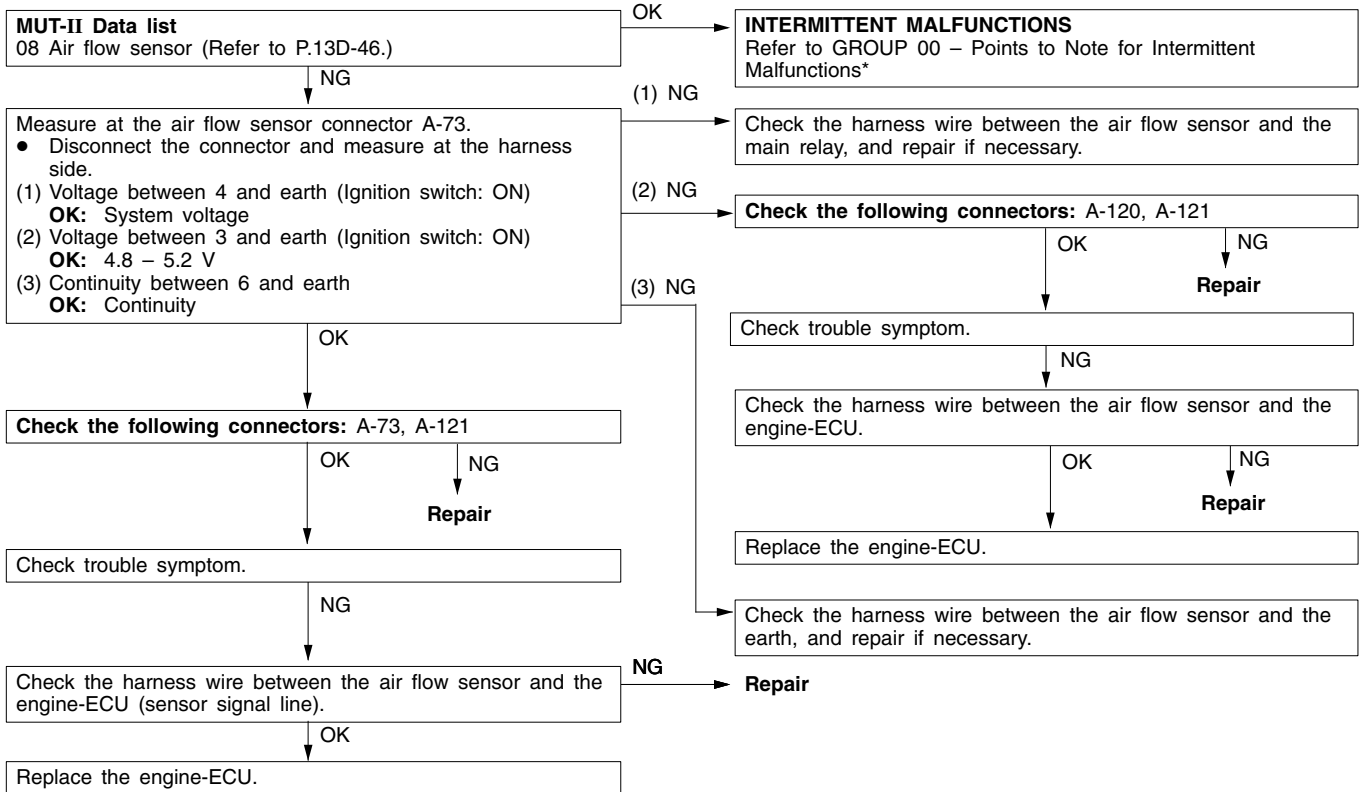 MUT-II Data list
08 Air flow sensor (Refer to P.13D-46.)
OK
INTERMITTENT MALFUNCTIONS
Refer to GROUP 00 – Points to Note for Intermittent
Malfunctions*
NG
Measure at the air flow sensor connector A-73.
● Disconnect the connector and measure at the harness
side.
(1) Voltage between 4 and earth (Ignition switch: ON)
OK: System voltage
(2) Voltage between 3 and earth (Ignition switch: ON)
OK: 4.8 – 5.2 V
(3) Continuity between 6 and earth
OK: Continuity
(1) NG
Check the harness wire between the air flow sensor and the
main relay, and repair if necessary.
(2) NG
Check the following connectors: A-120, A-121
OK
NG
Repair
Check trouble symptom.
NG
Check the harness wire between the air flow sensor and the
engine-ECU.
OK
NG
Repair
Replace the engine-ECU.
(3) NG
Check the harness wire between the air flow sensor and the
earth, and repair if necessary.
OK
Check the following connectors: A-73, A-121
OK
NG
Repair
Check trouble symptom.
NG
Check the harness wire between the air flow sensor and the
engine-ECU (sensor signal line).
NG
Repair
OK
Replace the engine-ECU.